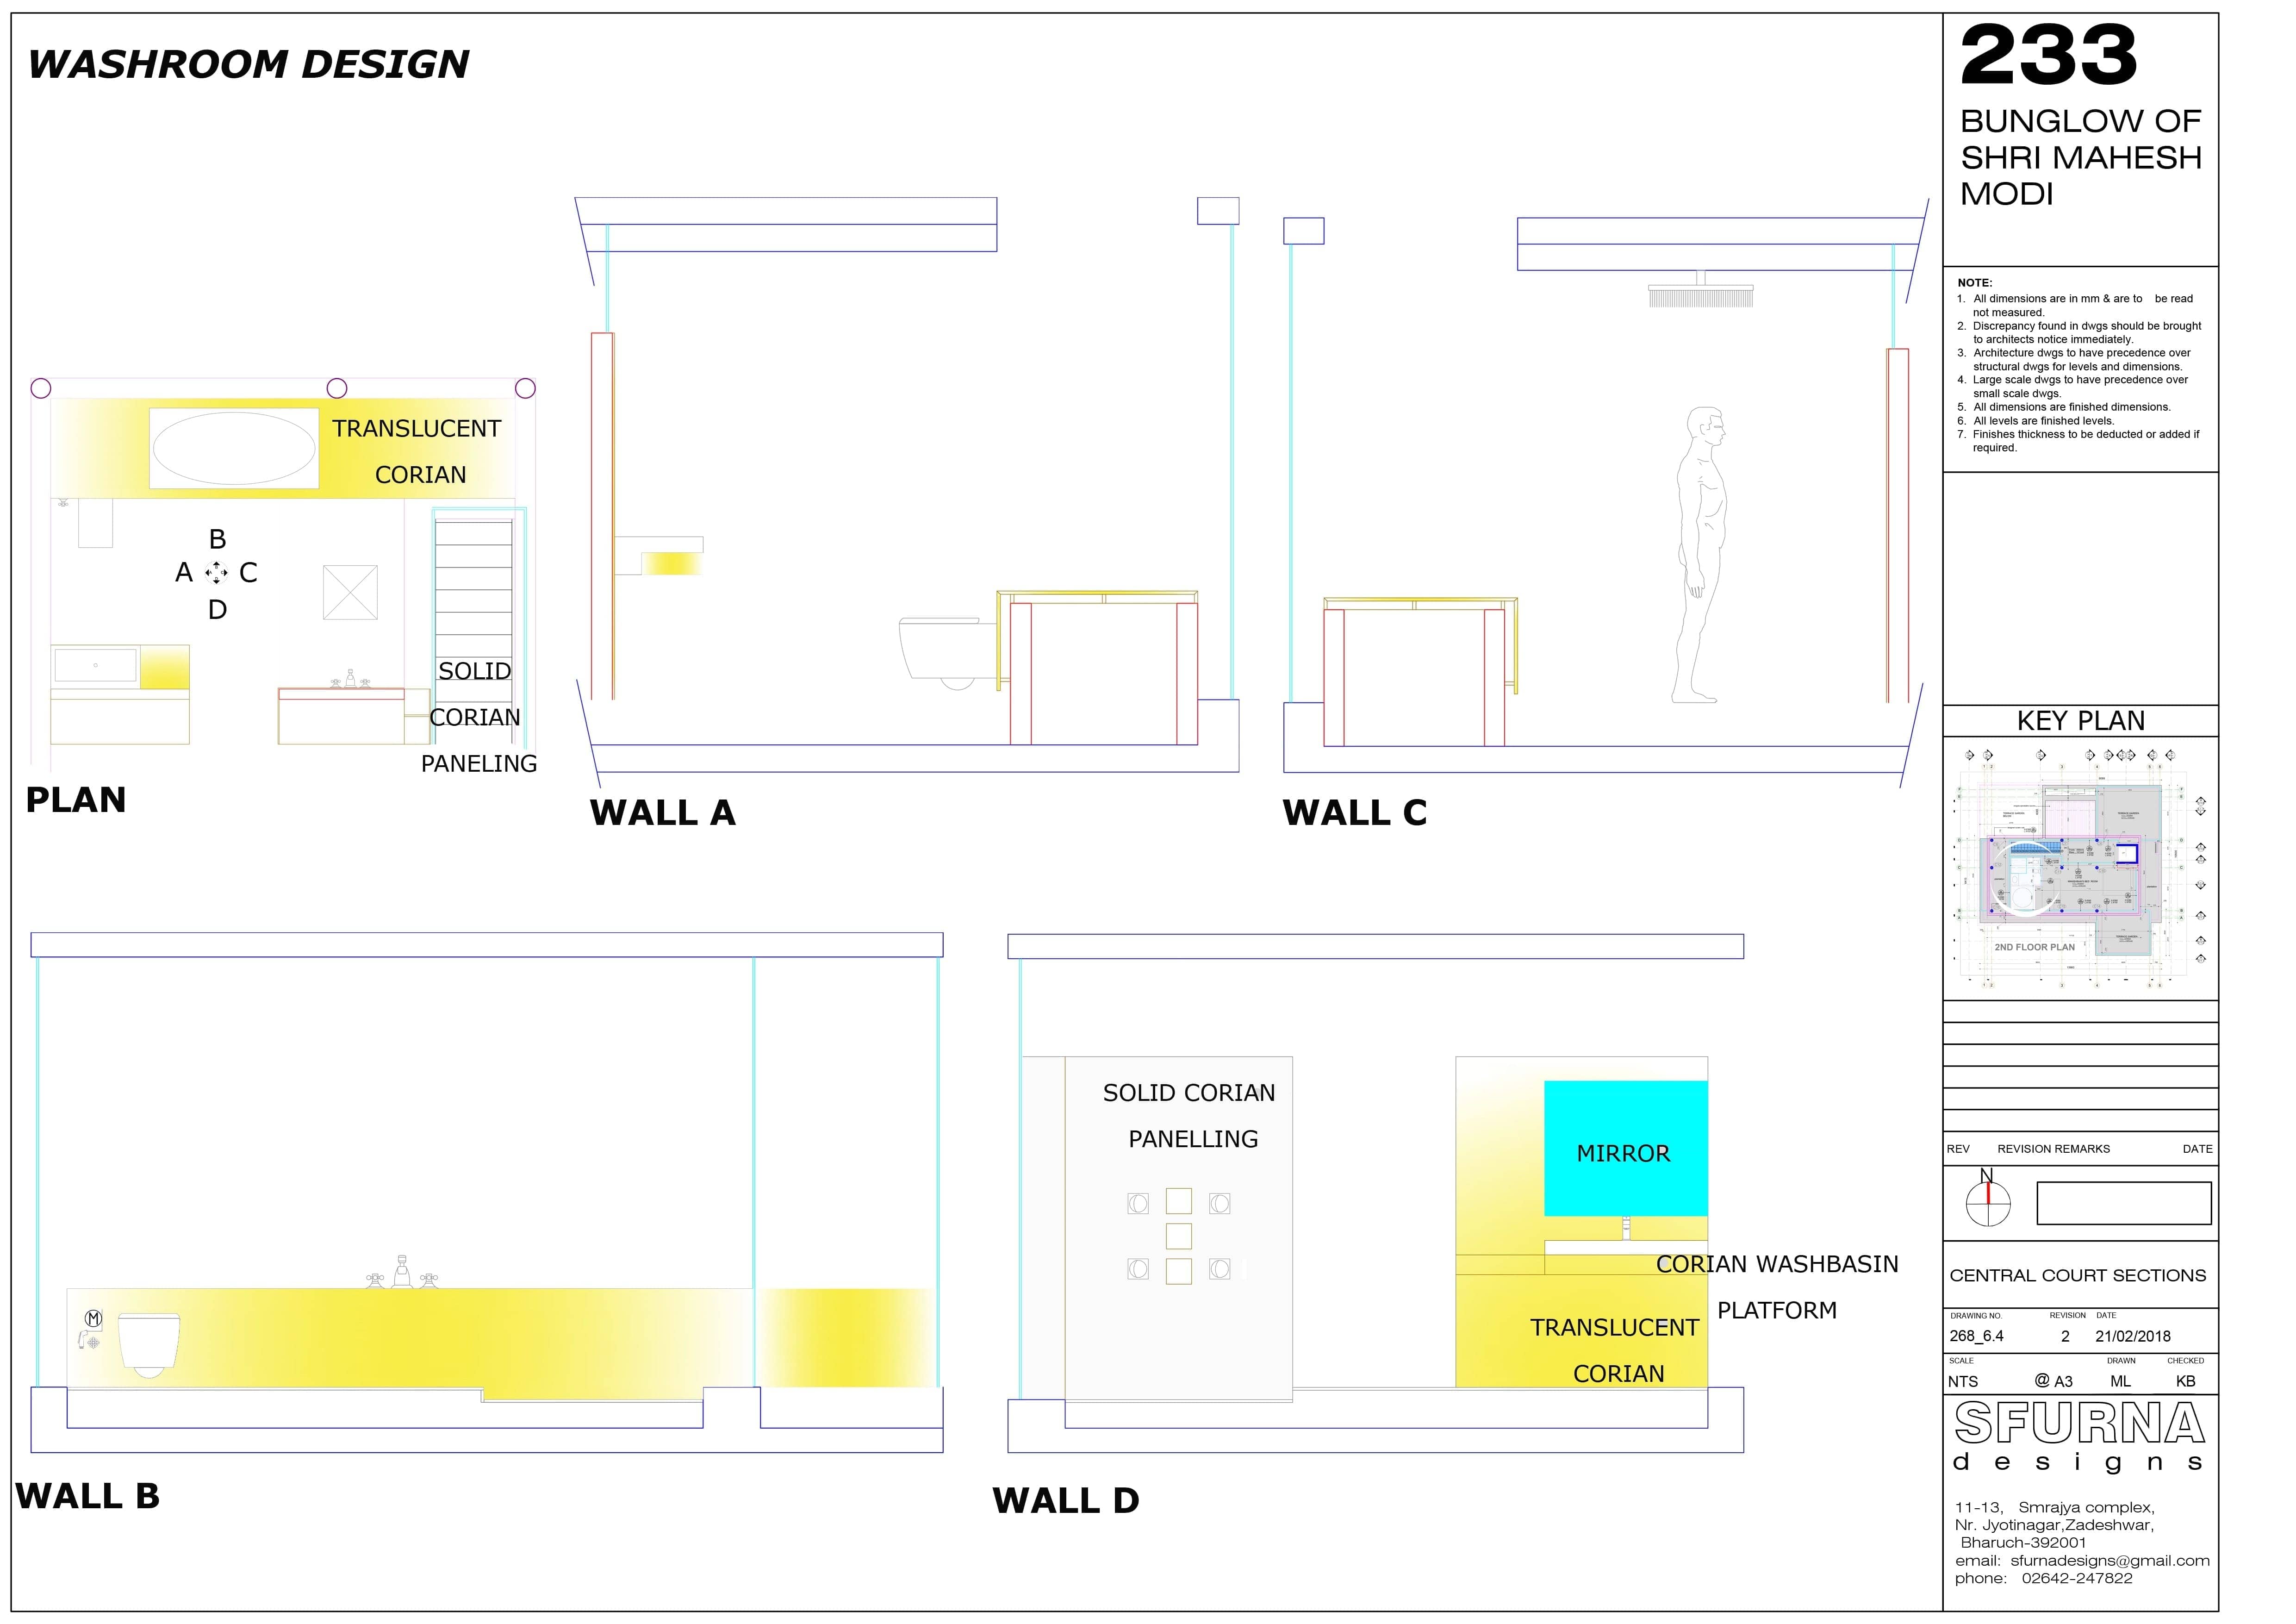 WASHROOM DESIGN
TRANSLUCENT
CORIAN
B
A
C
D
SOLID
CORIAN
PANELING
PLAN
WALL A
WALL C
M
WALL B
SOLID CORIAN
PANELLING
MIRROR
CORIAN WASHBASIN
PLATFORM
TRANSLUCENT
CORIAN
WALL D
233
BUNGLOW OF
SHRI MAHESH
MODI
NOTE:
1. All dimensions are in mm & are to be read
not measured.
2. Discrepancy found in dwgs should be brought
to architects notice immediately.
3. Architecture dwgs to have precedence over
structural dwgs for levels and dimensions.
4. Large scale dwgs to have precedence over
small scale dwgs.
5. All dimensions are finished dimensions.
6. All levels are finished levels.
7. Finishes thickness to be deducted or added if
required.
KEY PLAN
2ND FLOOR PLAN
REV REVISION REMARKS DATE
N
CENTRAL COURT SECTIONS
DRAWING NO. REVISION DATE
268_6.4 2 21/02/2018
SCALE DRAWN CHECKED
NTS @ A3 ML KB
SFURNA
designs
11-13, Smrajya complex,
Nr. Jyotinagar,Zadeshwar,
Bharuch-392001
email: sfurnadesigns@gmail.com
phone: 02642-247822